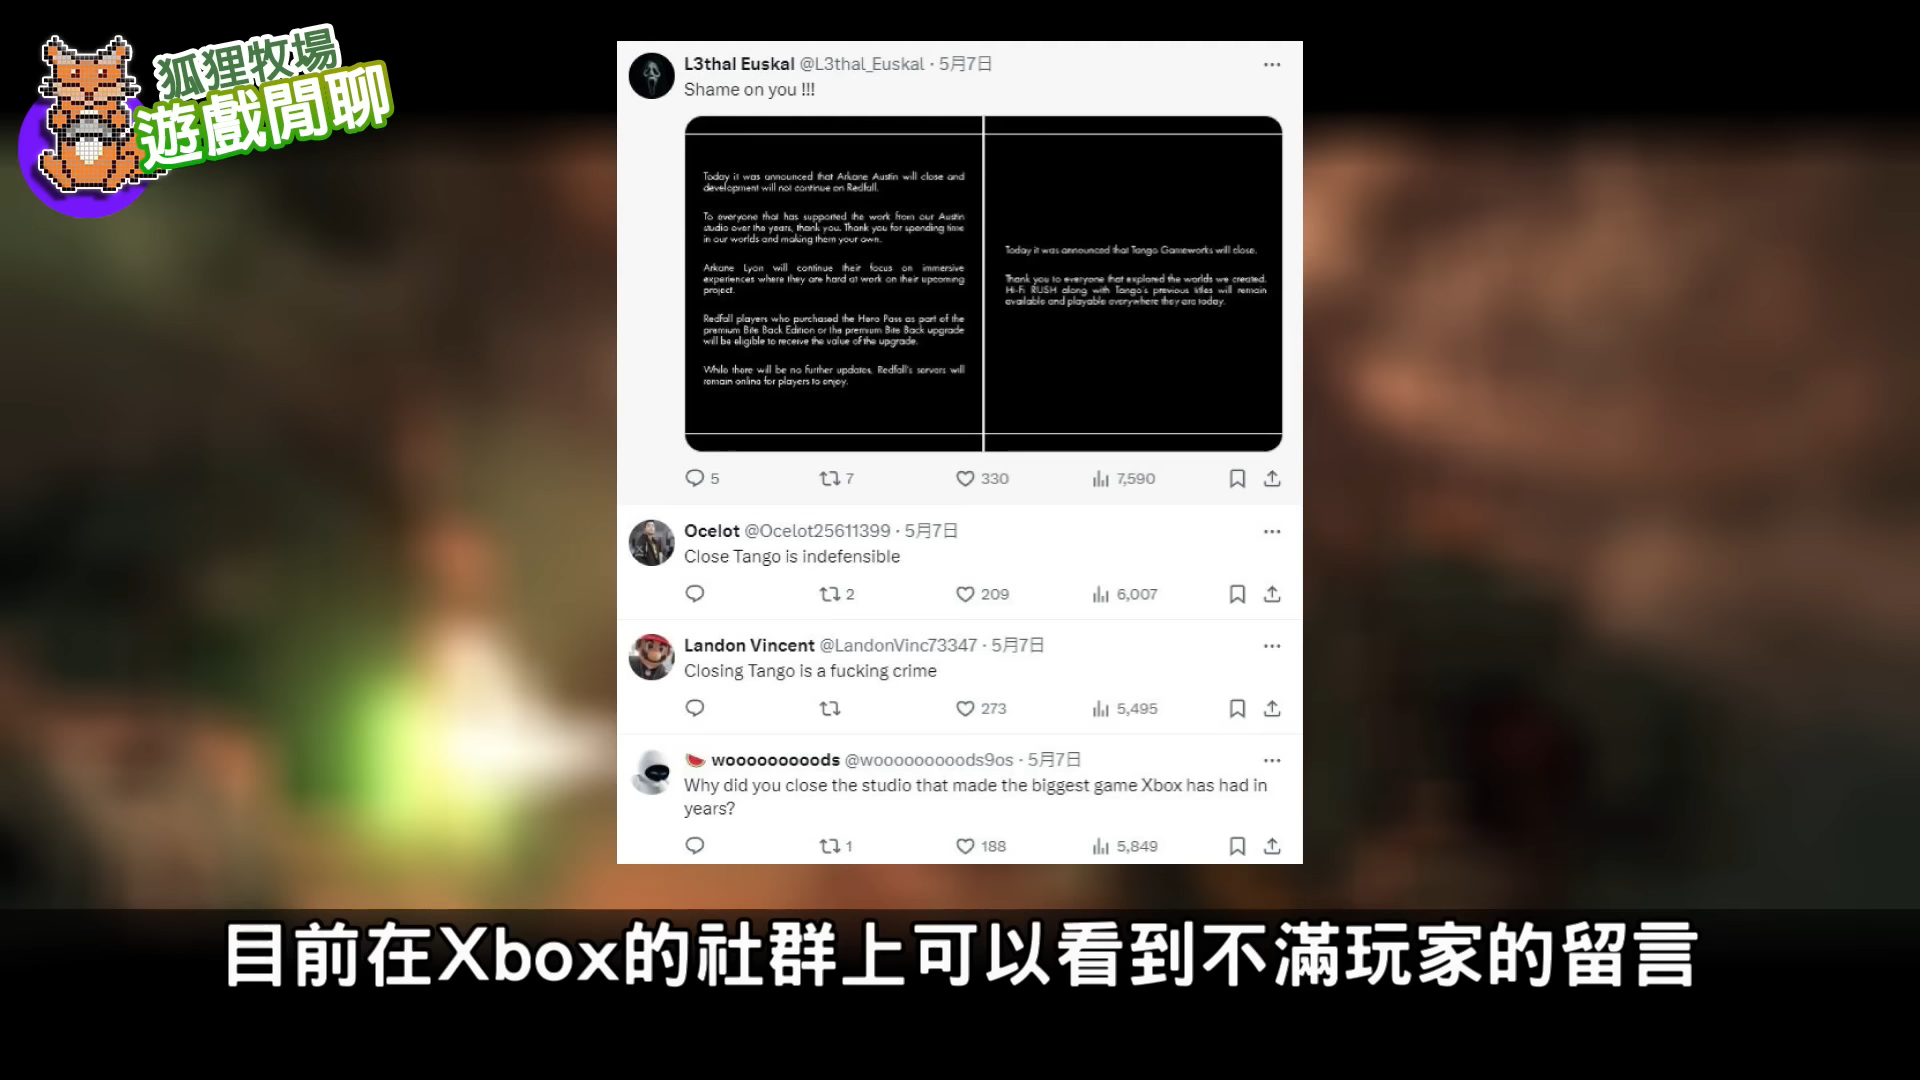 狐狸牧場
遊戲閒聊
L3thal Euskal @L3thal_Euskal · 5月7日
Shame on you !!!
Today it was announced that Arkane Austin will close and
development will not continue on Redfall.
To everyone that has supported the work from our Austin
studio over the years, thank you. Thank you for spending time
in our worlds and making them your own.
Arkane Lyon will continue their focus on immersive
experiences where they are hard at work on their upcoming
project.
Redfall players who purchased the Hero Pass as part of the
premium Bite Back Edition or the premium Bite Back upgrade
will be eligible to receive the value of the upgrade.
While there will be no further updates, Redfall's servers will
remain online for players to enjoy.
Today it was announced that Tango Gameworks will close.
Thank you to everyone that explored the worlds we created.
Hi-Fi RUSH along with Tango's previous titles will remain
available and playable everywhere they are today.
5 7 330 7,590
Ocelot @Ocelot25611399 · 5月7日
Close Tango is indefensible
2 209 6,007
Landon Vincent @LandonVinc73347 · 5月7日
Closing Tango is a fucking crime
273 5,495
🍉 wooooooooods @wooooooooods9os · 5月7日
Why did you close the studio that made the biggest game Xbox has had in
years?
1 188 5,849
目前在Xbox的社群上可以看到不滿玩家的留言